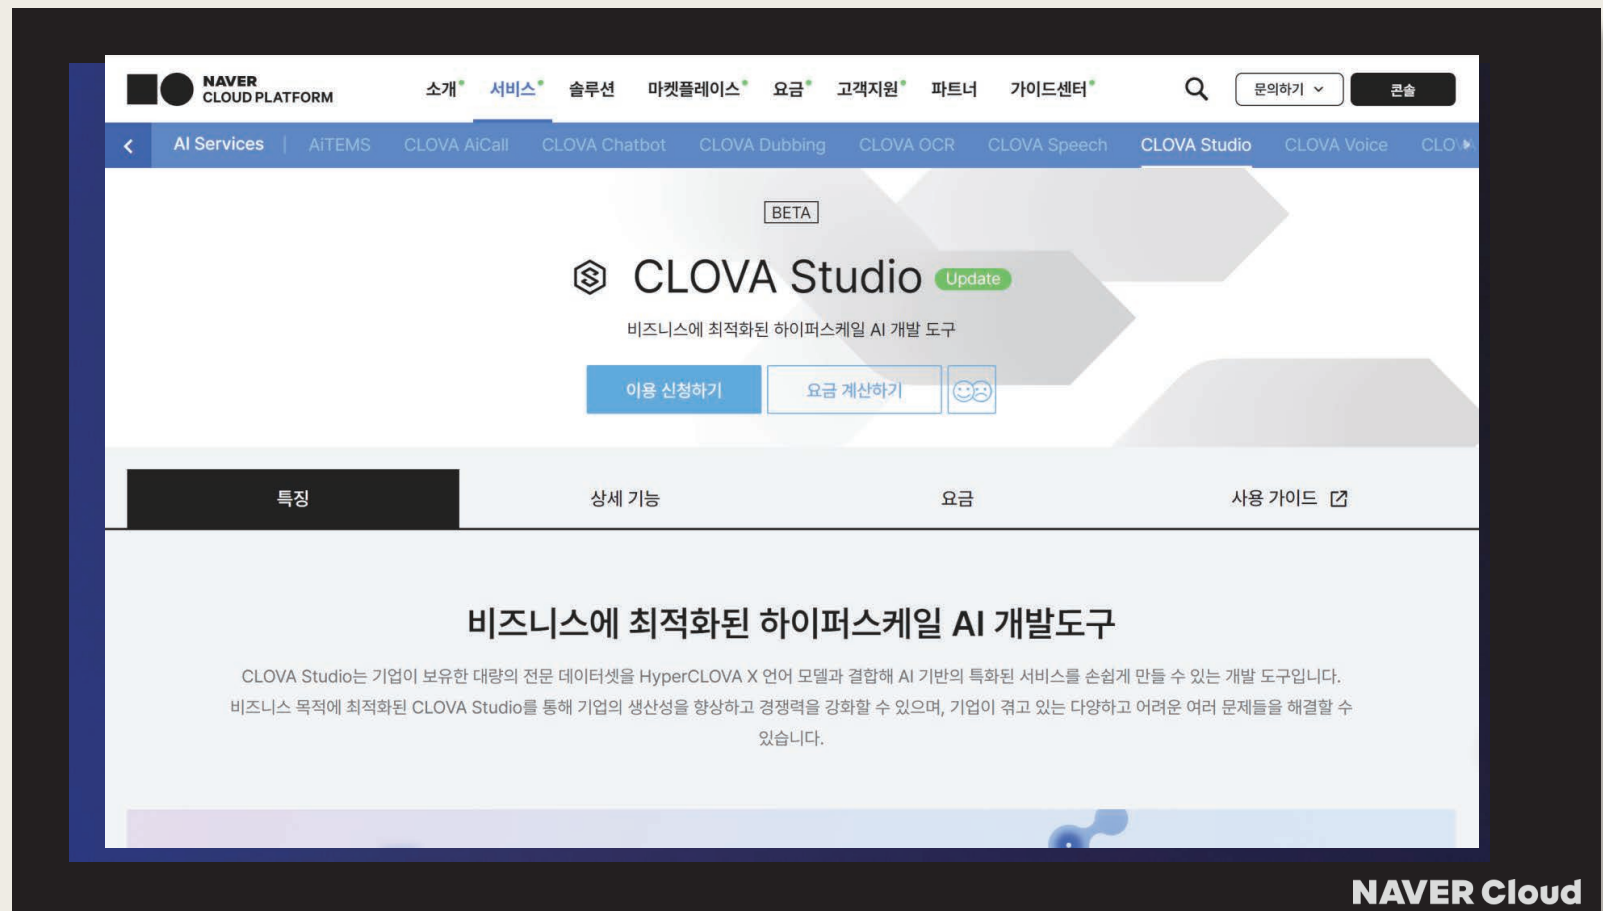 NAVER
CLOUD PLATFORM
소개 서비스 솔루션 마켓플레이스 요금 고객지원 파트너 가이드센터
문의하기
콘솔
AI Services | AiTEMS CLOVA AiCall CLOVA Chatbot CLOVA Dubbing CLOVA OCR CLOVA Speech CLOVA Studio CLOVA Voice
BETA
CLOVA Studio Update
비즈니스에 최적화된 하이퍼스케일 AI 개발 도구
이용 신청하기 요금 계산하기
특징 상세 기능 요금 사용 가이드
비즈니스에 최적화된 하이퍼스케일 AI 개발도구
CLOVA Studio는 기업이 보유한 대량의 전문 데이터셋을 HyperCLOVA X 언어 모델과 결합해 AI 기반의 특화된 서비스를 손쉽게 만들 수 있는 개발 도구입니다.
비즈니스 목적에 최적화된 CLOVA Studio를 통해 기업의 생산성을 향상하고 경쟁력을 강화할 수 있으며, 기업이 겪고 있는 다양하고 어려운 여러 문제들을 해결할 수
있습니다.
NAVER Cloud